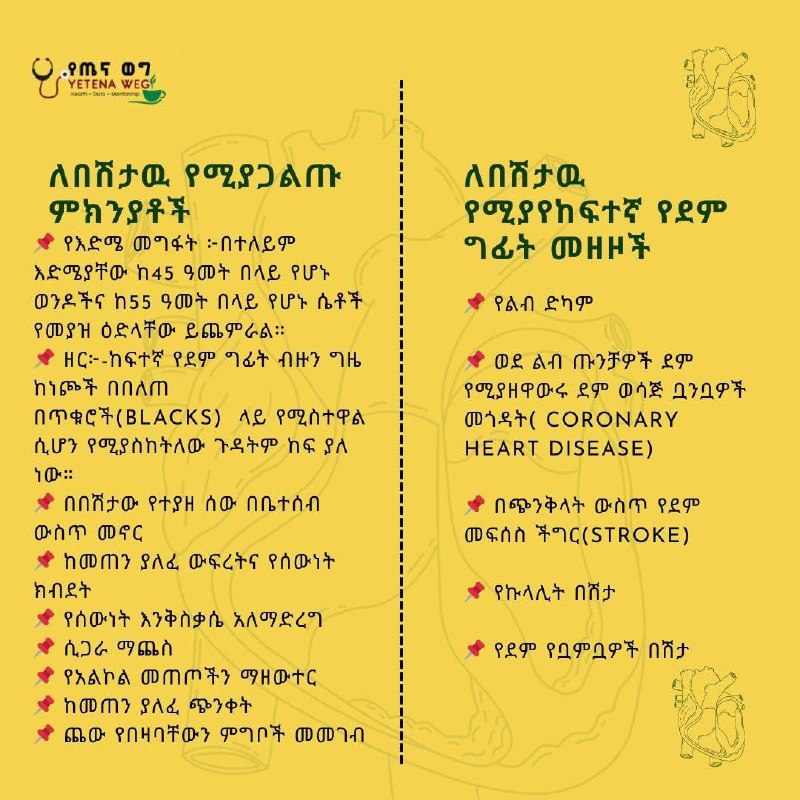 የጤና ወግ
YETENA WEG
Health • Data • Mentorship
ለበሽታዉ የሚያጋልጡ
ምክንያቶች
📌 የእድሜ መግፋት ፦በተለይም
እድሜያቸው ከ45 ዓመት በላይ የሆኑ
ወንዶችና ከ55 ዓመት በላይ የሆኑ ሴቶች
የመያዝ ዕድላቸው ይጨምራል።
📌 ዘር፦-ከፍተኛ የደም ግፊት ብዙን ግዜ
ከነጮች በበለጠ
በጥቁሮች(BLACKS) ላይ የሚስተዋል
ሲሆን የሚያስከትለው ጉዳትም ከፍ ያለ
ነው።
📌 በበሽታው የተያዘ ሰው በቤተሰብ
ውስጥ መኖር
📌 ከመጠን ያለፈ ውፍረትና የሰውነት
ክብደት
📌 የሰውነት እንቅስቃሴ አለማድረግ
📌 ሲጋራ ማጨስ
📌 የአልኮል መጠጦችን ማዘውተር
📌 ከመጠን ያለፈ ጭንቀት
📌 ጨው የበዛባቸውን ምግቦች መመገብ
ለበሽታዉ
የሚያየከፍተኛ የደም
ግፊት መዘዞች
📌 የልብ ድካም
📌 ወደ ልብ ጡንቻዎች ደም
የሚያዘዋውሩ ደም ወሳጅ ቧንቧዎች
መጎዳት( CORONARY
HEART DISEASE)
📌 በጭንቅላት ውስጥ የደም
መፍሰስ ችግር(STROKE)
📌 የኩላሊት በሽታ
📌 የደም የቧምቧዎች በሽታ